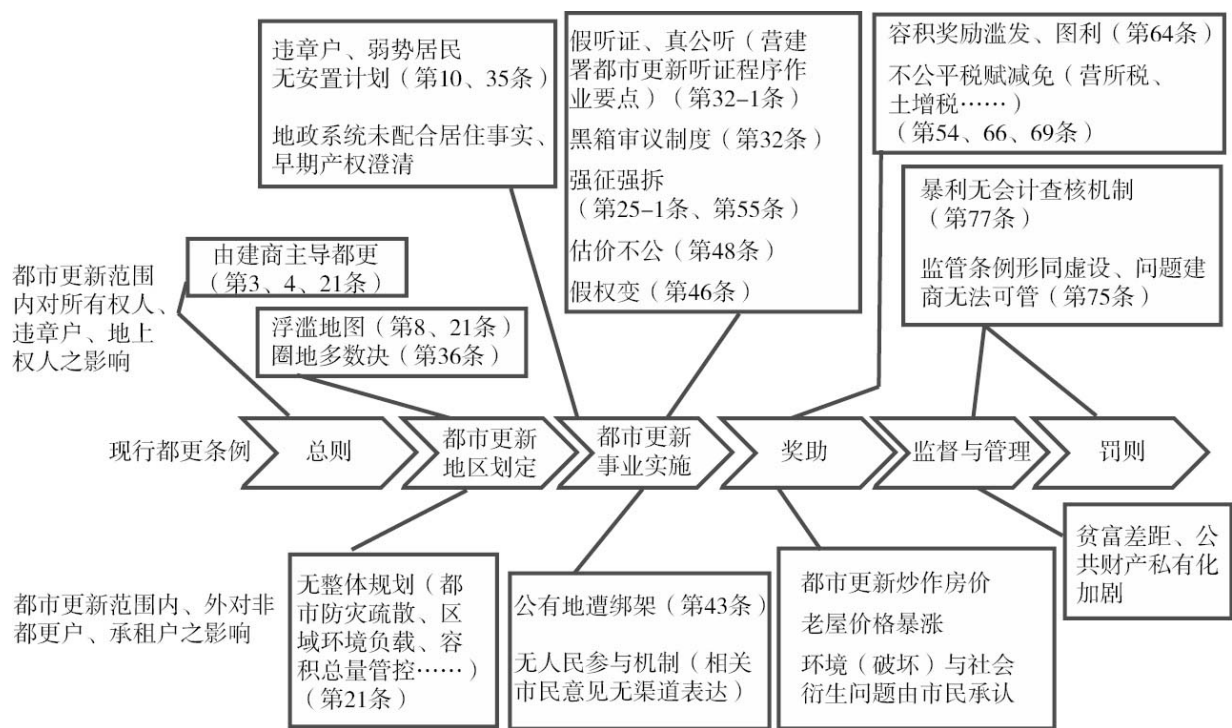 违章户、弱势居民
无安置计划（第10、35条）
地政系统未配合居住事实、
早期产权澄清
假听证、真公听（营建
署都市更新听证程序作
业要点）（第32-1条）
黑箱审议制度（第32条）
强征强拆
（第25-1条、第55条）
估价不公（第48条）
假权变（第46条）
容积奖励滥发、图利（第64条）
不公平税赋减免（营所税、
土增税……）
（第54、66、69条）
暴利无会计查核机制
（第77条）
监管条例形同虚设、问题建
商无法可管（第75条）
都市更新范围
内对所有权人、
违章户、地上
权人之影响
由建商主导都更
（第3、4、21条）
浮滥地图（第8、21条）
圈地多数决（第36条）
现行都更条例
总则
都市更新
地区划定
都市更新
事业实施
奖助
监督与管理
罚则
都市更新范围内、外对非
都更户、承租户之影响
无整体规划（都
市防灾疏散、区
域环境负载、容
积总量管控……）
（第21条）
公有地遭绑架（第43条）
无人民参与机制（相关
市民意见无渠道表达）
都市更新炒作房价
老屋价格暴涨
环境（破坏）与社会
衍生问题由市民承认
贫富差距、公
共财产私有化
加剧